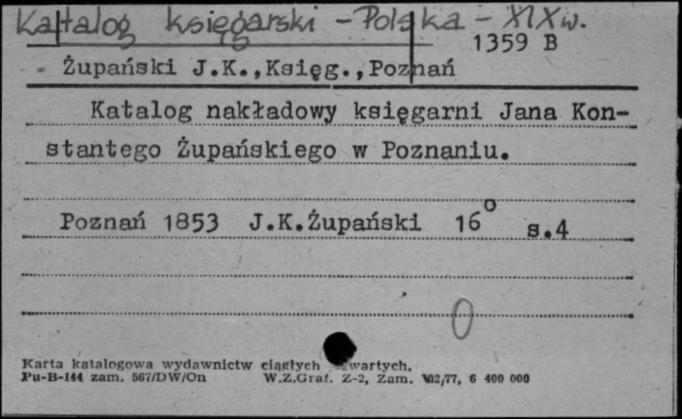 Katalog księgarski - Polska - XIX w.
1359 B
Żupański J.K.,Księg.,Poznań
Katalog nakładowy księgarni Jana Kon-
stantego Żupańskiego w Poznaniu.
Poznań 1853 J.K.Żupański 16° s.4
0
Karta katalogowa wydawnictw ciągłych wartych.
Pu-B-144 zam. 567/DW/On W.Z.Graf. Z-2, Zam. 77, 6 400 000